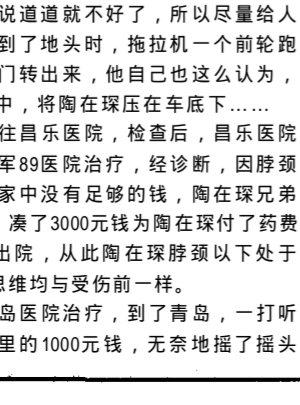 说道道就不好了，所以尽量给人
到了地头时，拖拉机一个前轮跑
门转出来，他自己也这么认为，
中，将陶在琛压在车底下……
往昌乐医院，检查后，昌乐医院
军89医院治疗，经诊断，因脖颈
家中没有足够的钱，陶在琛兄弟
，凑了3000元钱为陶在琛付了药费
出院，从此陶在琛脖颈以下处于
思维均与受伤前一样。
岛医院治疗，到了青岛，一打听
里的1000元钱，无奈地摇了摇头